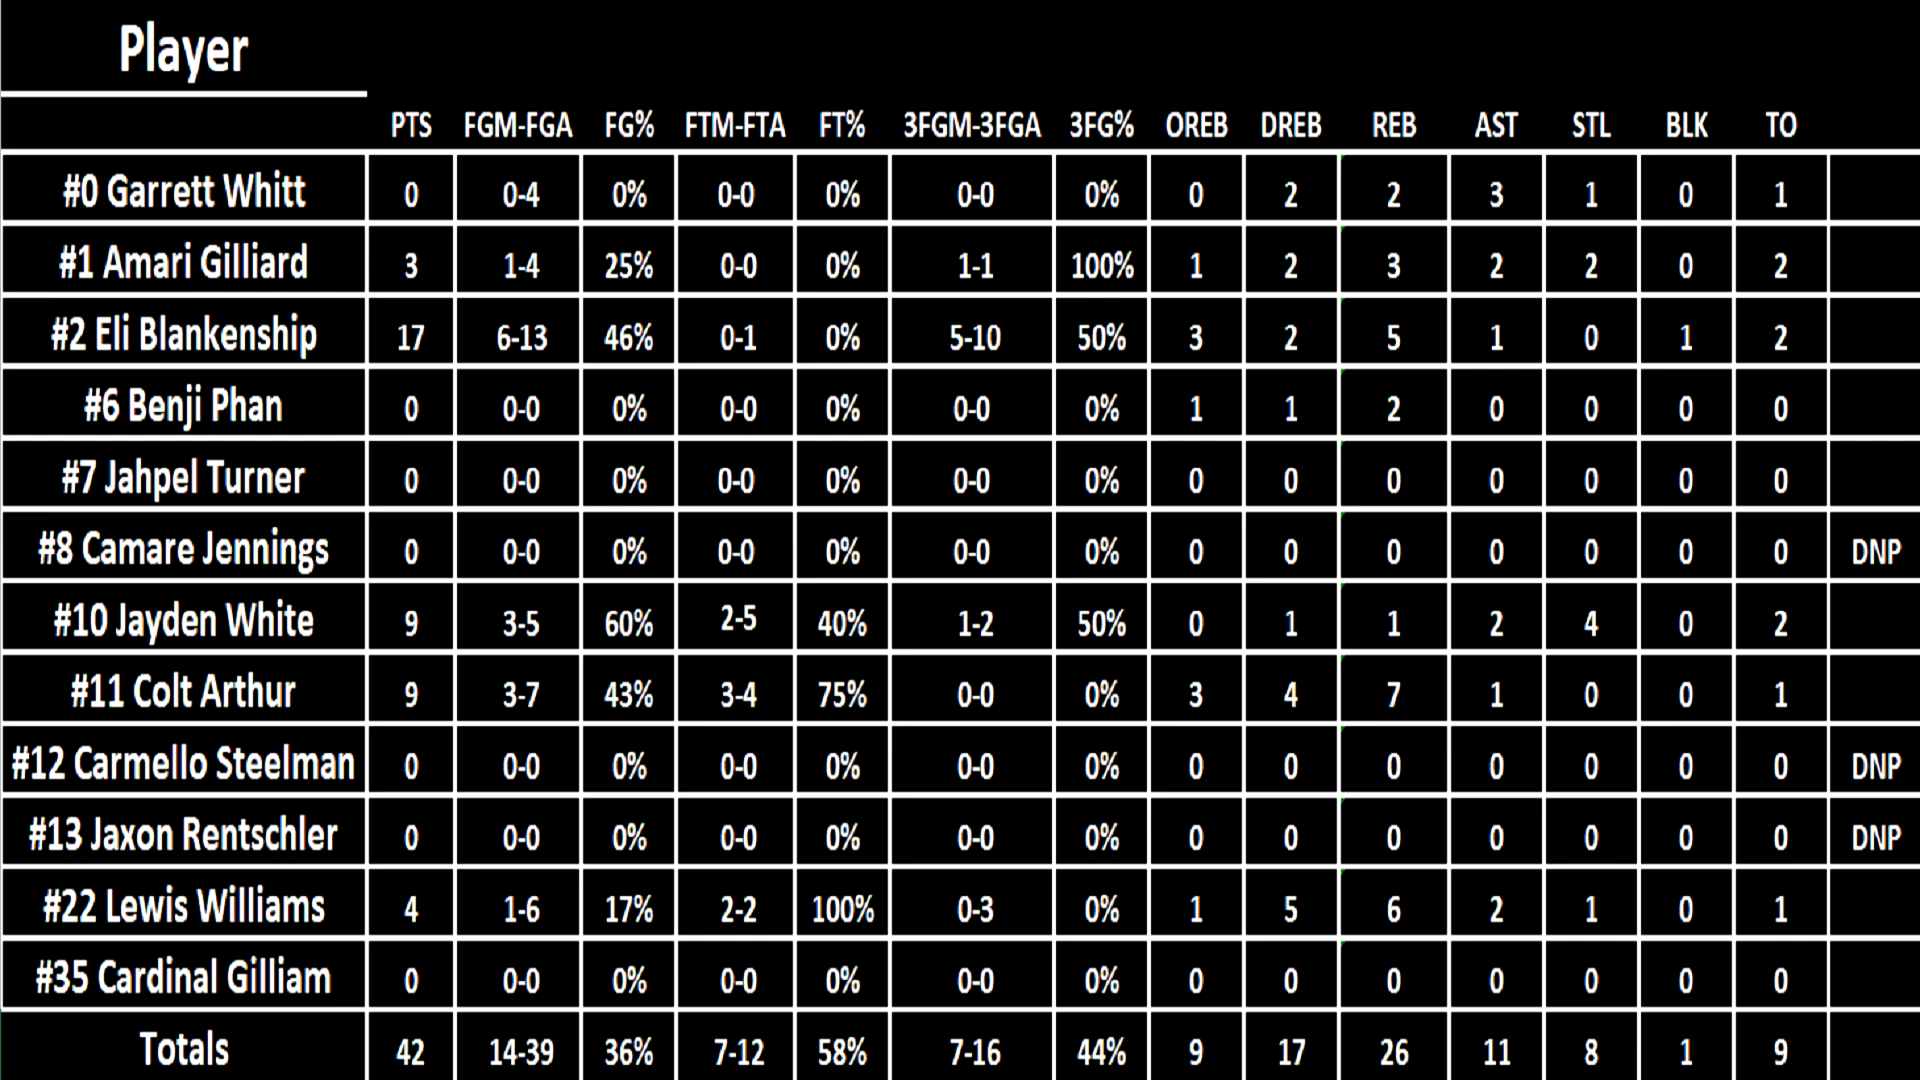 Player
PTS FGM-FGA FG% FTM-FTA FT% 3FGM-3FGA 3FG% OREB DREB REB AST STL BLK TO
#0 Garrett Whitt 0 0-4 0% 0-0 0% 0-0 0% 0 2 2 3 1 0 1
#1 Amari Gilliard 3 1-4 25% 0-0 0% 1-1 100% 1 2 3 2 2 0 2
#2 Eli Blankenship 17 6-13 46% 0-1 0% 5-10 50% 3 2 5 1 0 1 2
#6 Benji Phan 0 0-0 0% 0-0 0% 0-0 0% 1 1 2 0 0 0 0
#7 Jahpel Turner 0 0-0 0% 0-0 0% 0-0 0% 0 0 0 0 0 0 0
#8 Camare Jennings 0 0-0 0% 0-0 0% 0-0 0% 0 0 0 0 0 0 0 DNP
#10 Jayden White 9 3-5 60% 2-5 40% 1-2 50% 0 1 1 2 4 0 2
#11 Colt Arthur 9 3-7 43% 3-4 75% 0-0 0% 3 4 7 1 0 0 1
#12 Carmello Steelman 0 0-0 0% 0-0 0% 0-0 0% 0 0 0 0 0 0 0 DNP
#13 Jaxon Rentschler 0 0-0 0% 0-0 0% 0-0 0% 0 0 0 0 0 0 0 DNP
#22 Lewis Williams 4 1-6 17% 2-2 100% 0-3 0% 1 5 6 2 1 0 1
#35 Cardinal Gilliam 0 0-0 0% 0-0 0% 0-0 0% 0 0 0 0 0 0 0
Totals 42 14-39 36% 7-12 58% 7-16 44% 9 17 26 11 8 1 9